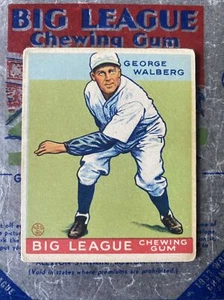 BIG LEAGUE
Chewing Gum
GEORGE
WALBERG
BIG LEAGUE CHEWING
GUM
(Void in states where premiums are prohibited)